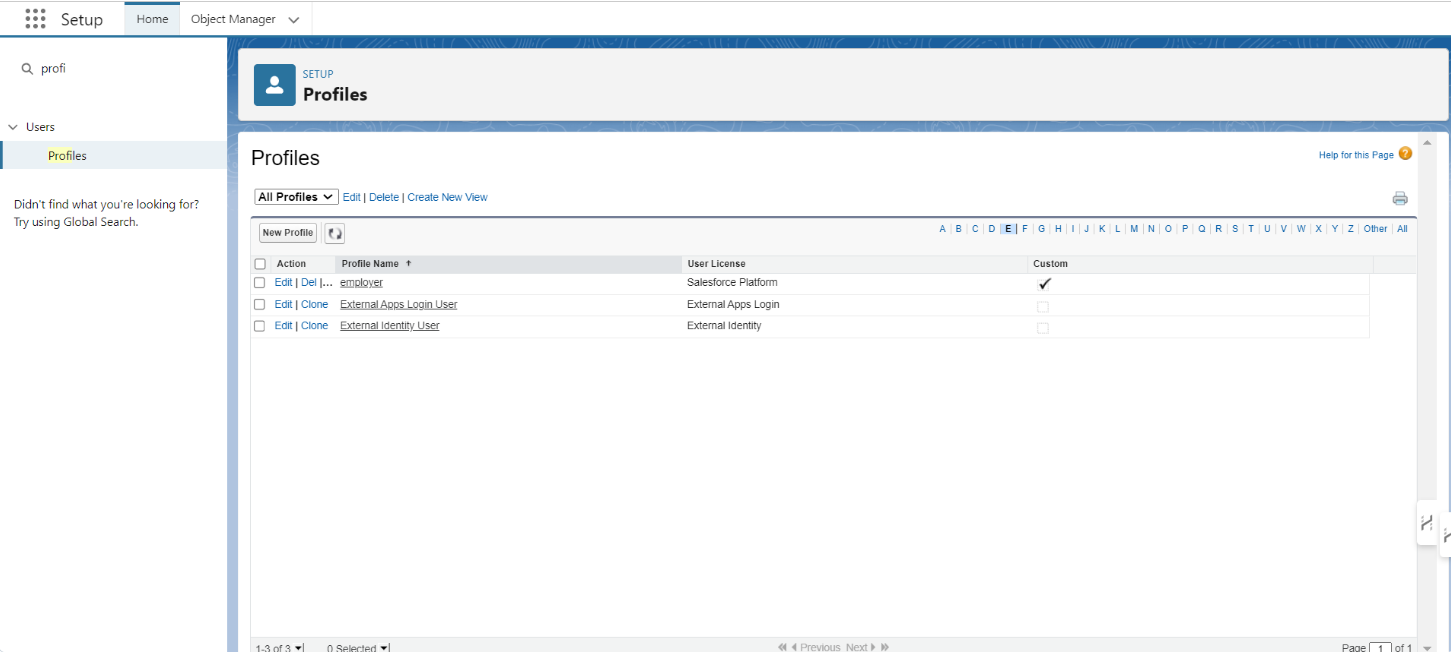 Setup Home Object Manager
profi
SETUP
Profiles
Users
Profiles
Didn't find what you're looking for?
Try using Global Search.
Profiles
Help for this Page ?
All Profiles Edit | Delete | Create New View
New Profile
A | B | C | D | E | F | G | H | I | J | K | L | M | N | O | P | Q | R | S | T | U | V | W | X | Y | Z | Other | All
Action Profile Name ↑ User License Custom
Edit | Del |... employer Salesforce Platform ✓
Edit | Clone External Apps Login User External Apps Login
Edit | Clone External Identity User External Identity
1-3 of 3 0 Selected Previous Next Page 1 of 1